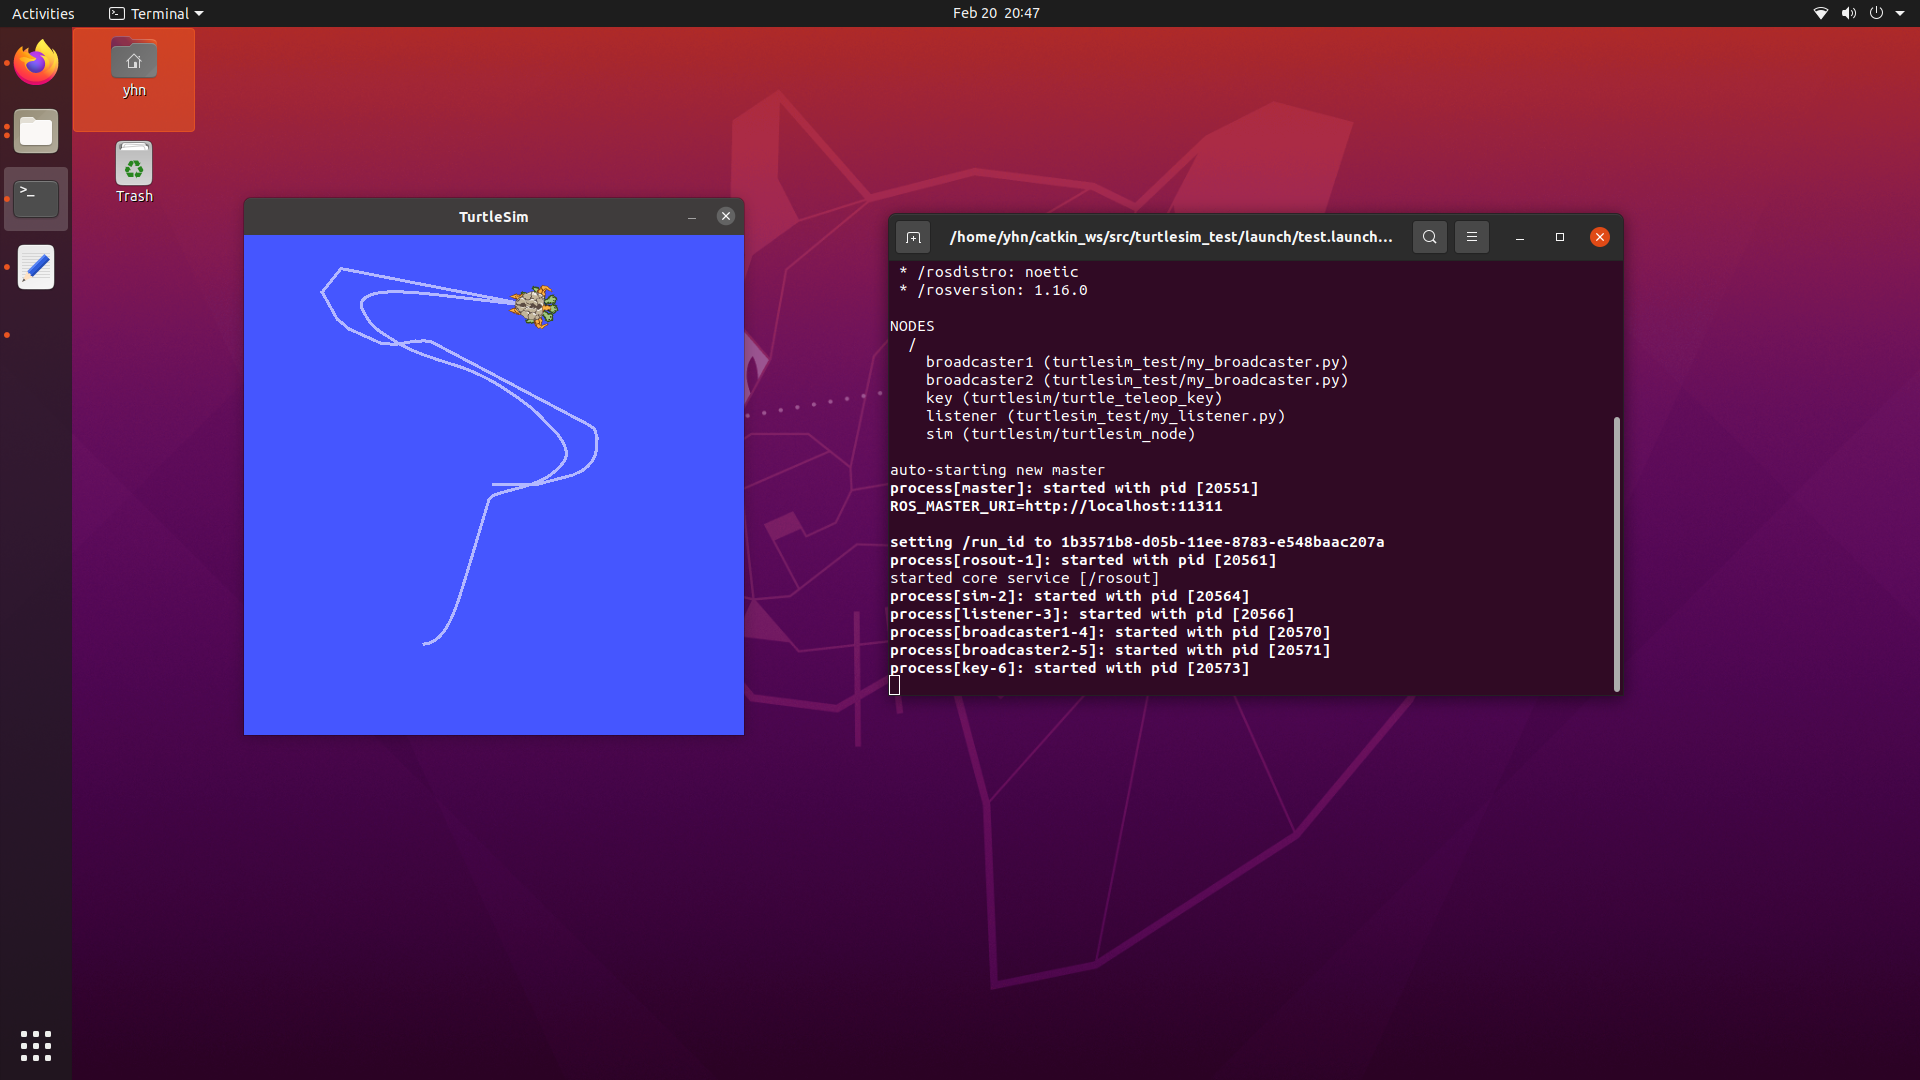 Activities
Terminal
Feb 20 20:47
yhn
Trash
TurtleSim
/home/yhn/catkin_ws/src/turtlesim_test/launch/test.launch...
* /rosdistro: noetic
* /rosversion: 1.16.0
NODES
/
broadcaster1 (turtlesim_test/my_broadcaster.py)
broadcaster2 (turtlesim_test/my_broadcaster.py)
key (turtlesim/turtle_teleop_key)
listener (turtlesim_test/my_listener.py)
sim (turtlesim/turtlesim_node)
auto-starting new master
process[master]: started with pid [20551]
ROS_MASTER_URI=http://localhost:11311
setting /run_id to 1b3571b8-d05b-11ee-8783-e548baac207a
process[rosout-1]: started with pid [20561]
started core service [/rosout]
process[sim-2]: started with pid [20564]
process[listener-3]: started with pid [20566]
process[broadcaster1-4]: started with pid [20570]
process[broadcaster2-5]: started with pid [20571]
process[key-6]: started with pid [20573]